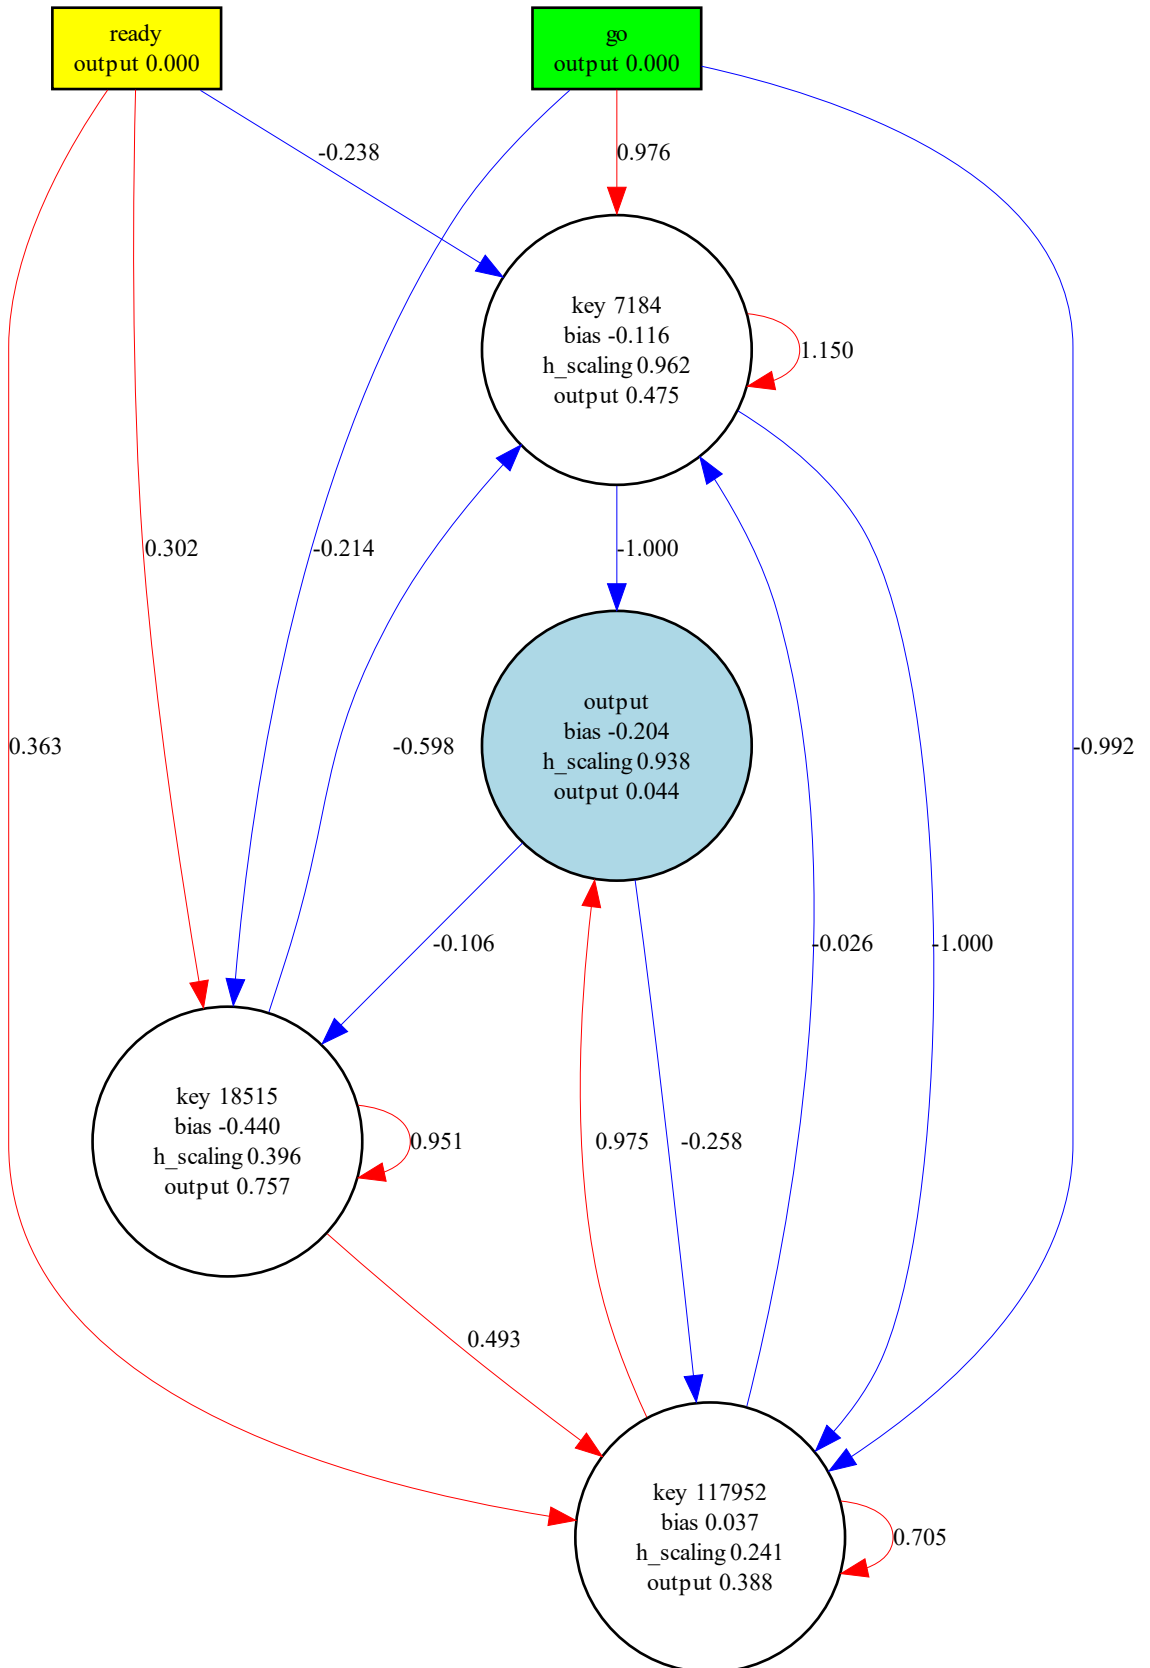 ready
output 0.000
go
output 0.000
-0.238
0.976
key 7184
bias -0.116
h_scaling 0.962
output 0.475
1.150
0.302
-0.214
-1.000
output
bias -0.204
h_scaling 0.938
output 0.044
0.363
-0.598
-0.992
-0.106
-0.026
-1.000
key 18515
bias -0.440
h_scaling 0.396
output 0.757
0.951
0.975
-0.258
0.493
key 117952
bias 0.037
h_scaling 0.241
output 0.388
0.705